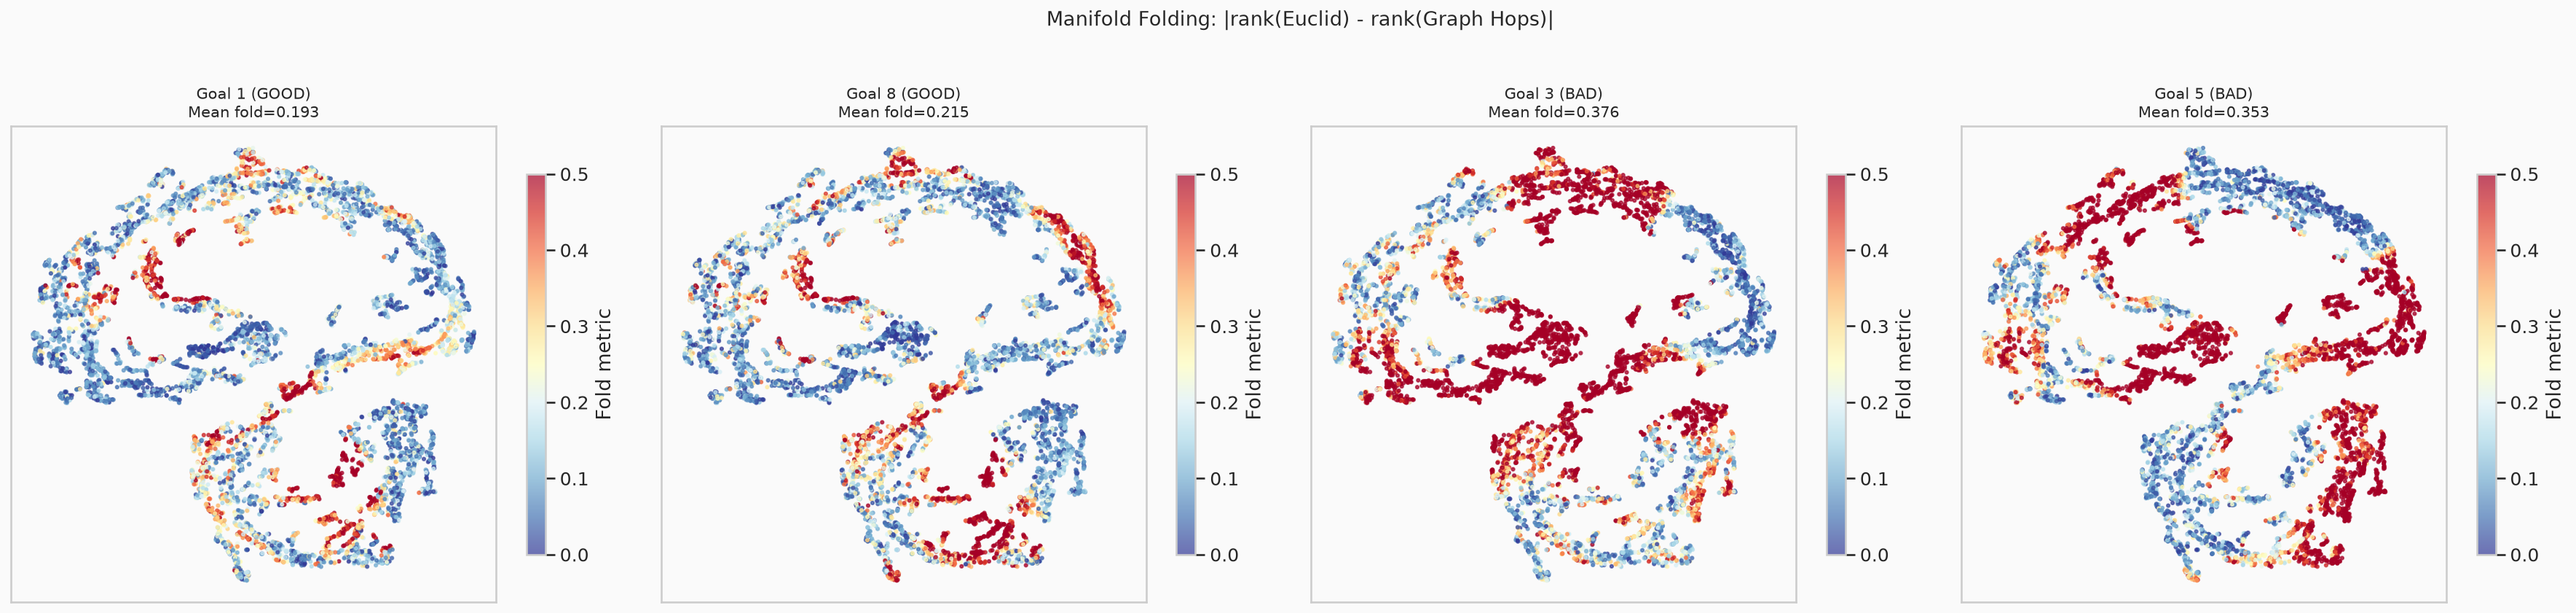 Manifold Folding: |rank(Euclid) - rank(Graph Hops)|
Goal 1 (GOOD)
Mean fold=0.193
0.5
0.4
0.3
0.2
0.1
0.0
Fold metric
Goal 8 (GOOD)
Mean fold=0.215
0.5
0.4
0.3
0.2
0.1
0.0
Fold metric
Goal 3 (BAD)
Mean fold=0.376
0.5
0.4
0.3
0.2
0.1
0.0
Fold metric
Goal 5 (BAD)
Mean fold=0.353
0.5
0.4
0.3
0.2
0.1
0.0
Fold metric